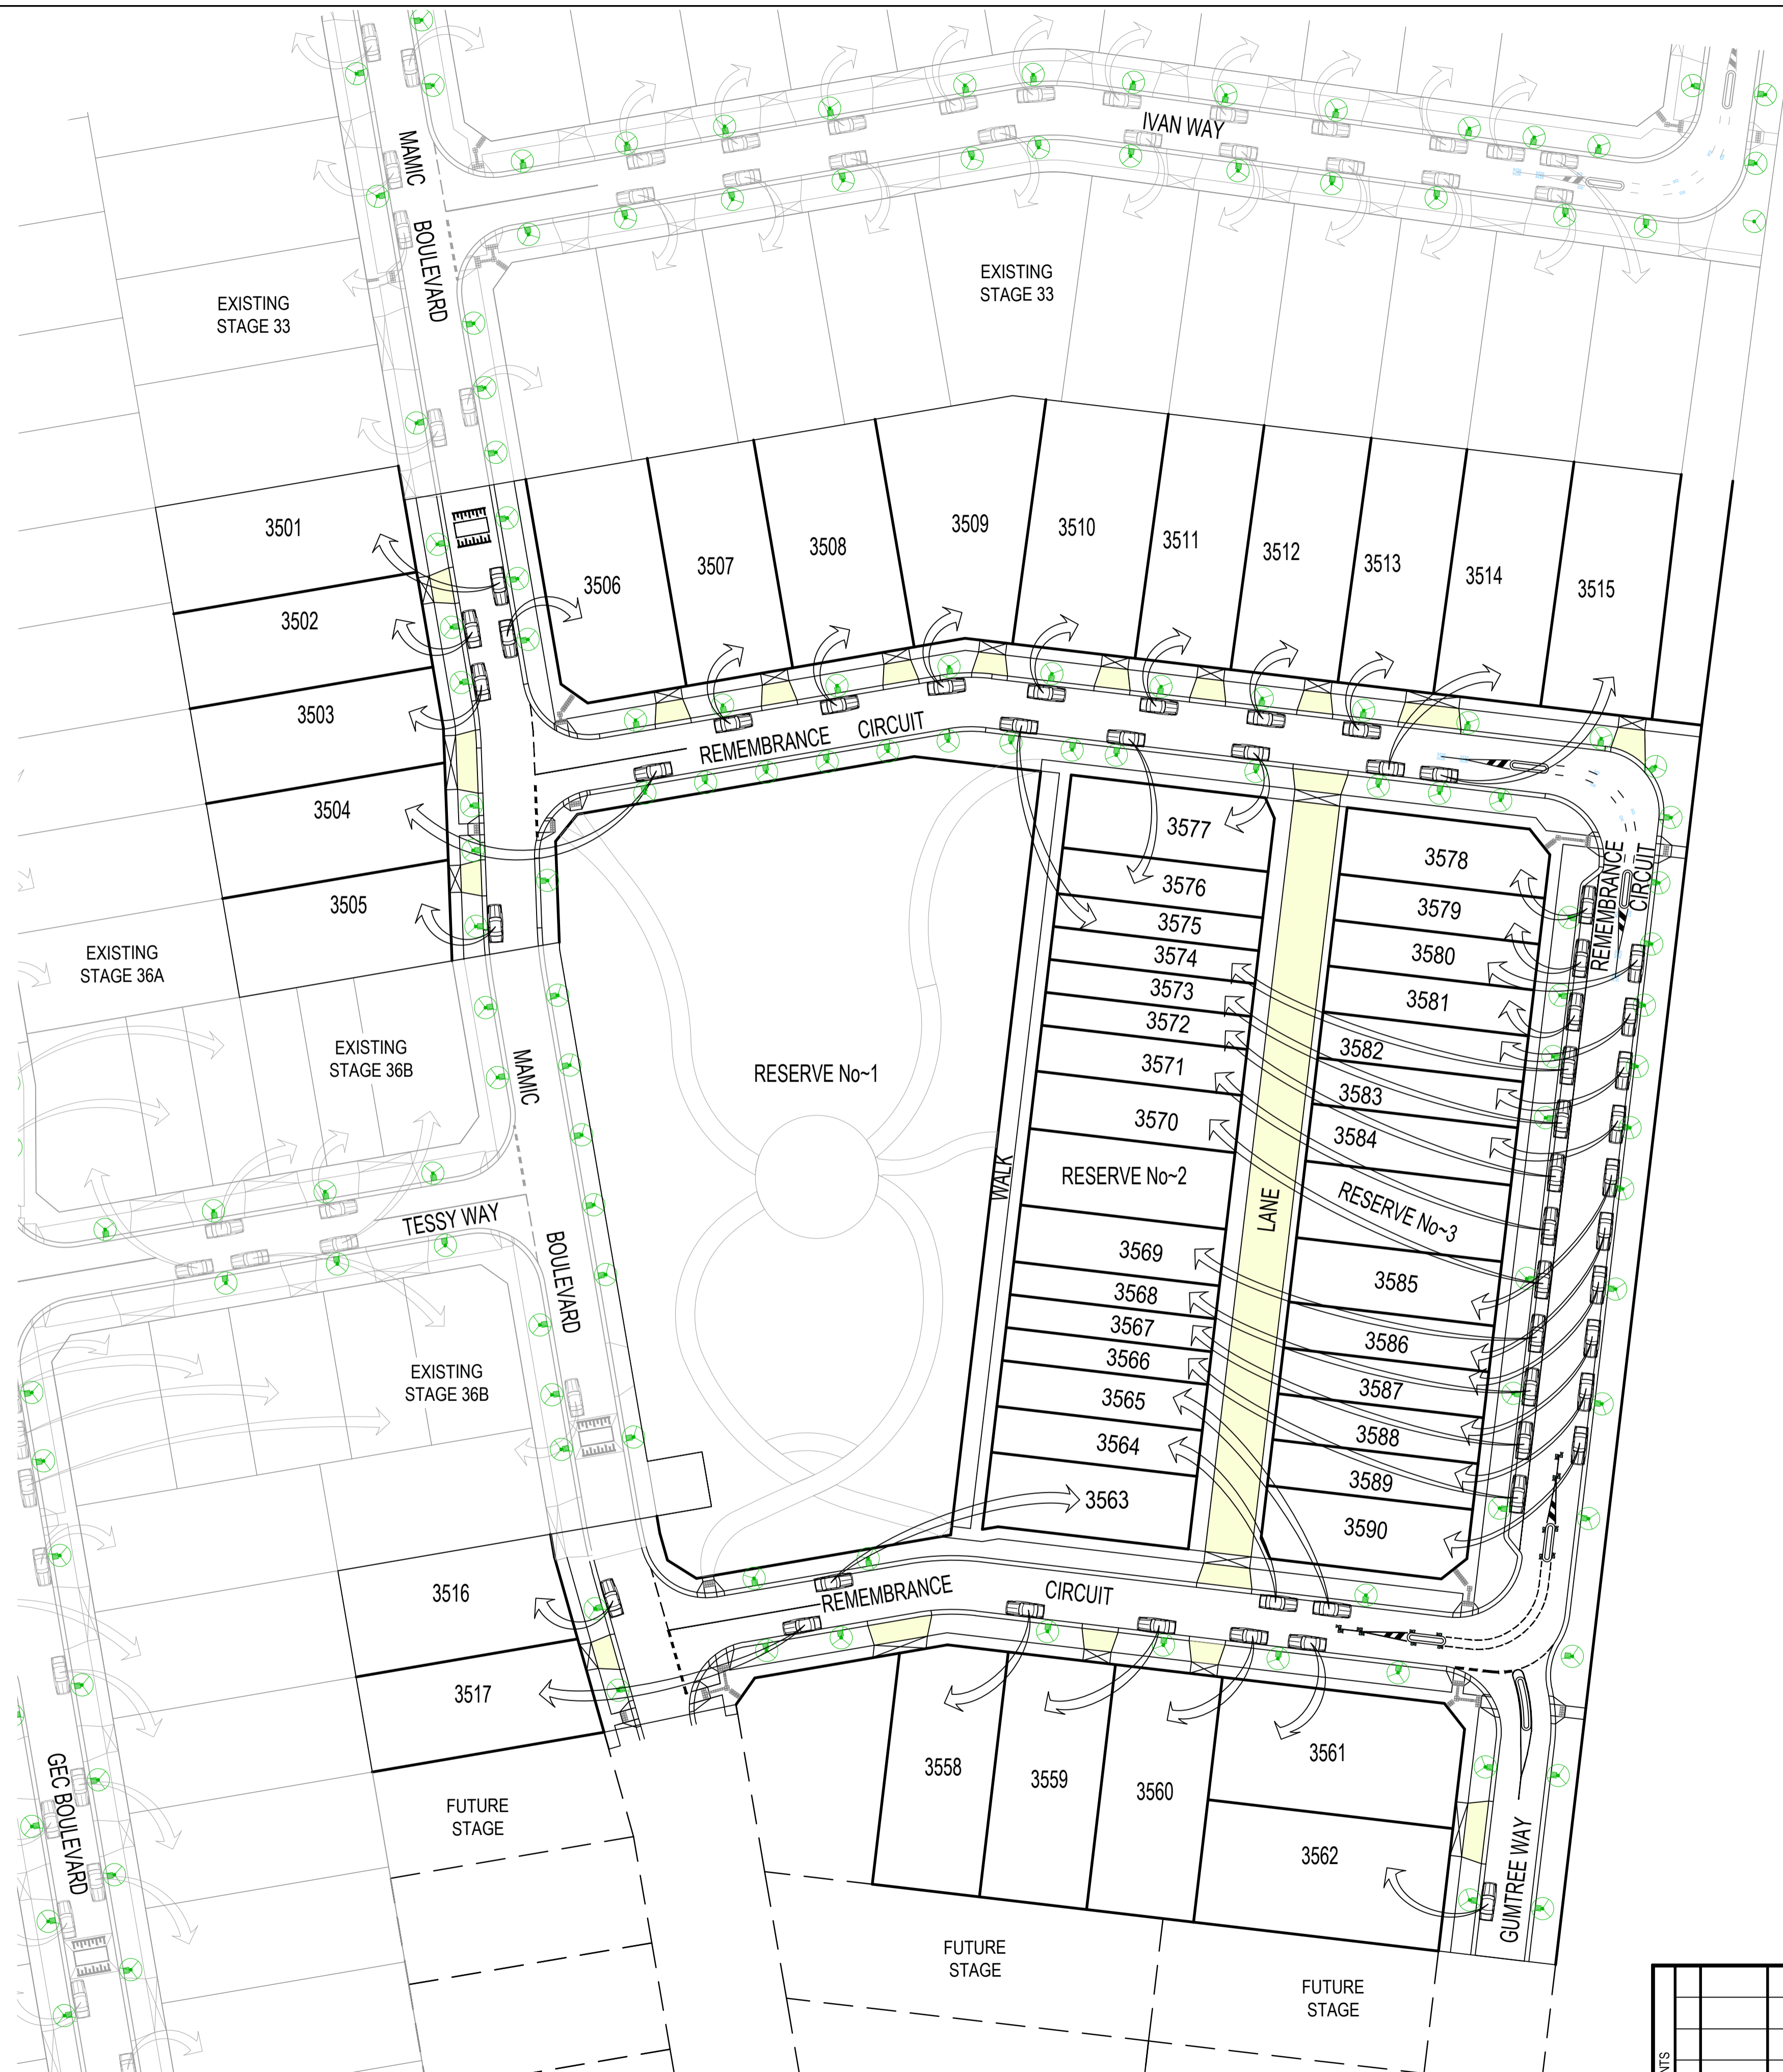 IVAN WAY
MAMIC
BOULEVARD
EXISTING
STAGE 33
EXISTING
STAGE 33
3501
3502
3503
3504
3505
3506
3507
3508
3509
3510
3511
3512
3513
3514
3515
REMEMBRANCE
CIRCUIT
3577
3576
3575
3574
3573
3572
3571
3570
RESERVE No~2
3569
3568
3567
3566
3565
3564
3563
3578
3579
3580
3581
3582
3583
3584
RESERVE No~3
3585
3586
3587
3588
3589
3590
REMEMBRANCE
CIRCUIT
LANE
WALK
RESERVE No~1
EXISTING
STAGE 36A
EXISTING
STAGE 36B
MAMIC
BOULEVARD
TESSY WAY
EXISTING
STAGE 36B
3516
3517
REMEMBRANCE
CIRCUIT
3558
3559
3560
3561
3562
GUMTREE WAY
GEC BOULEVARD
FUTURE
STAGE
FUTURE
STAGE
FUTURE
STAGE